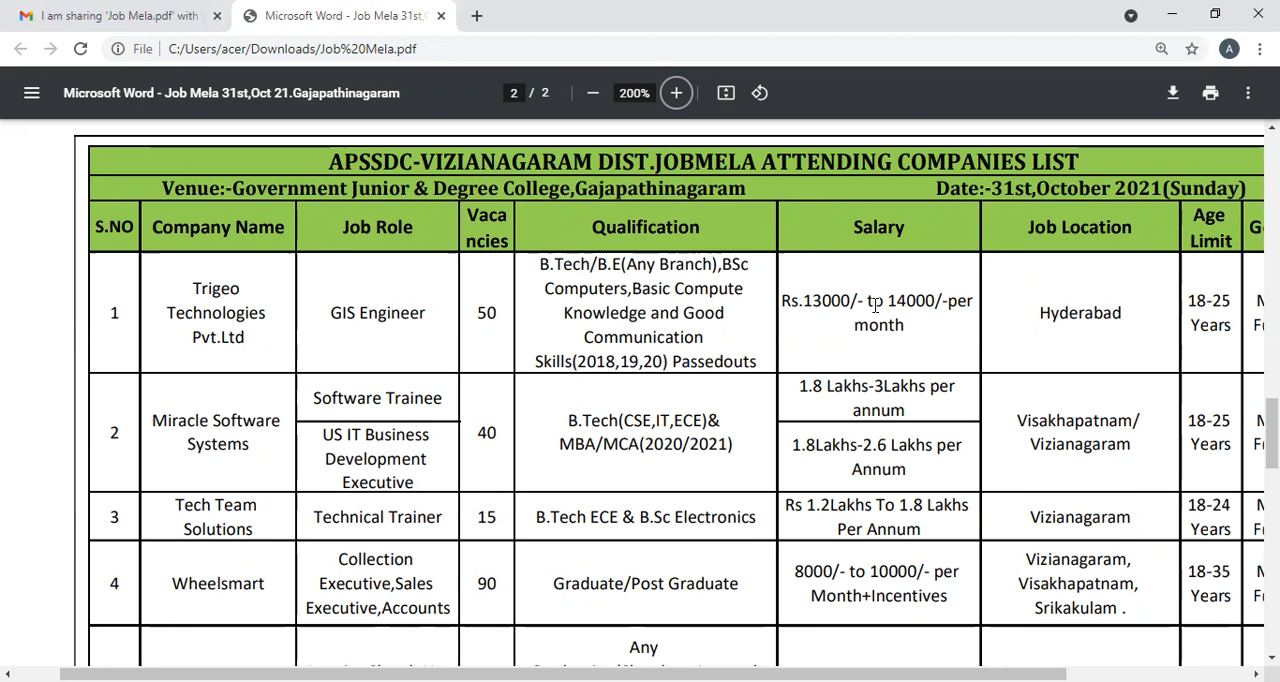 I am sharing 'Job Mela.pdf' with
Microsoft Word - Job Mela 31st,
File
C:/Users/acer/Downloads/Job%20Mela.pdf
A
Microsoft Word - Job Mela 31st,Oct 21.Gajapathinagaram
2 / 2
200%
APSSDC-VIZIANAGARAM DIST.JOBMELA ATTENDING COMPANIES LIST
Venue:-Government Junior & Degree College,Gajapathinagaram
Date:-31st,October 2021(Sunday)
S.NO
Company Name
Job Role
Vaca
ncies
Qualification
Salary
Job Location
Age
Limit
1
Trigeo
Technologies
Pvt.Ltd
GIS Engineer
50
B.Tech/B.E(Any Branch),BSc
Computers,Basic Compute
Knowledge and Good
Communication
Skills(2018,19,20) Passedouts
Rs.13000/- to 14000/-per
month
Hyderabad
18-25
Years
2
Miracle Software
Systems
Software Trainee
US IT Business
Development
Executive
40
B.Tech(CSE,IT,ECE)&
MBA/MCA(2020/2021)
1.8 Lakhs-3Lakhs per
annum
1.8Lakhs-2.6 Lakhs per
Annum
Visakhapatnam/
Vizianagaram
18-25
Years
3
Tech Team
Solutions
Technical Trainer
15
B.Tech ECE & B.Sc Electronics
Rs 1.2Lakhs To 1.8 Lakhs
Per Annum
Vizianagaram
18-24
Years
4
Wheelsmart
Collection
Executive,Sales
Executive,Accounts
90
Graduate/Post Graduate
8000/- to 10000/- per
Month+Incentives
Vizianagaram,
Visakhapatnam,
Srikakulam .
18-35
Years
Any